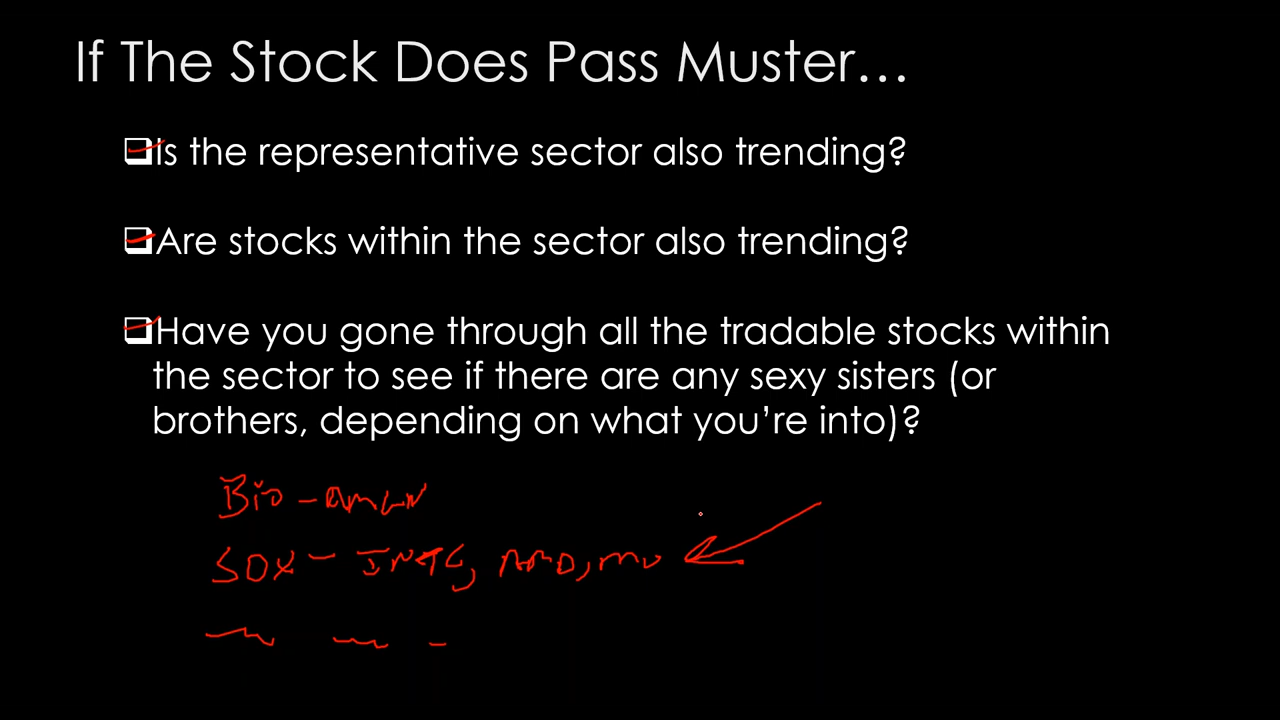 If The Stock Does Pass Muster…
Is the representative sector also trending?
Are stocks within the sector also trending?
Have you gone through all the tradable stocks within
the sector to see if there are any sexy sisters (or
brothers, depending on what you’re into)?
Bio - AMGN
SOX - INTC, AMD, MU